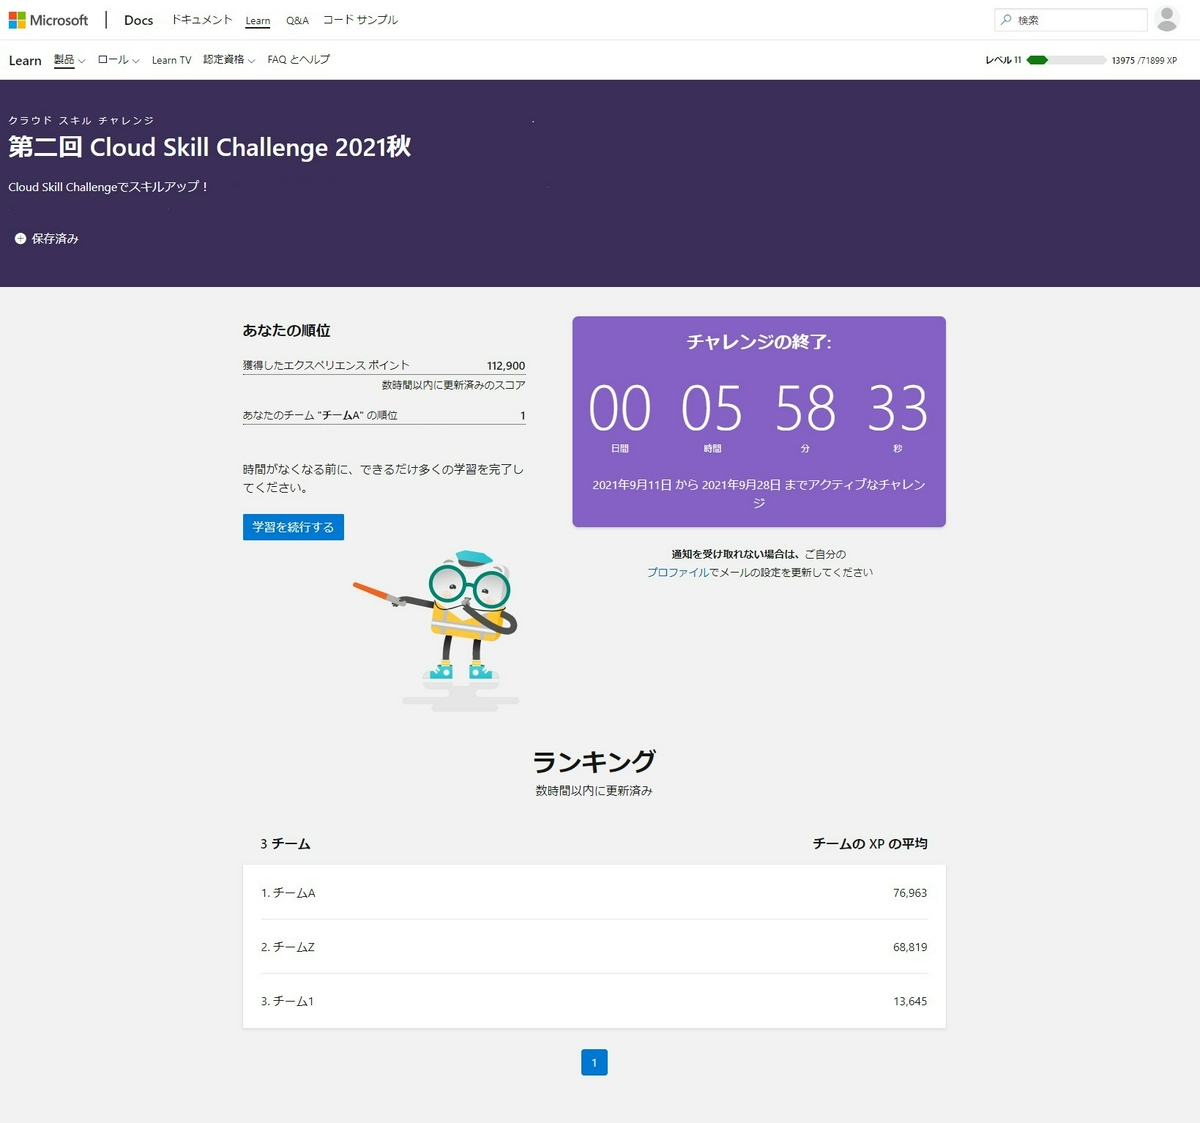 Microsoft Docs ドキュメント Learn Q&A コード サンプル 検索
Learn 製品 ロール Learn TV 認定資格 FAQ とヘルプ レベル 11 13975 /71899 XP
クラウド スキル チャレンジ
第二回 Cloud Skill Challenge 2021秋
Cloud Skill Challengeでスキルアップ！
保存済み
あなたの順位
獲得したエクスペリエンス ポイント 112,900
数時間以内に更新済みのスコア
あなたのチーム "チームA" の順位 1
時間がなくなる前に、できるだけ多くの学習を完了し
てください。
学習を続行する
チャレンジの終了:
00 05 58 33
日間 時間 分 秒
2021年9月11日 から 2021年9月28日 までアクティブなチャレン
ジ
通知を受け取れない場合は、ご自分の
プロファイルでメールの設定を更新してください
ランキング
数時間以内に更新済み
3 チーム チームの XP の平均
1. チームA 76,963
2. チームZ 68,819
3. チーム1 13,645
1